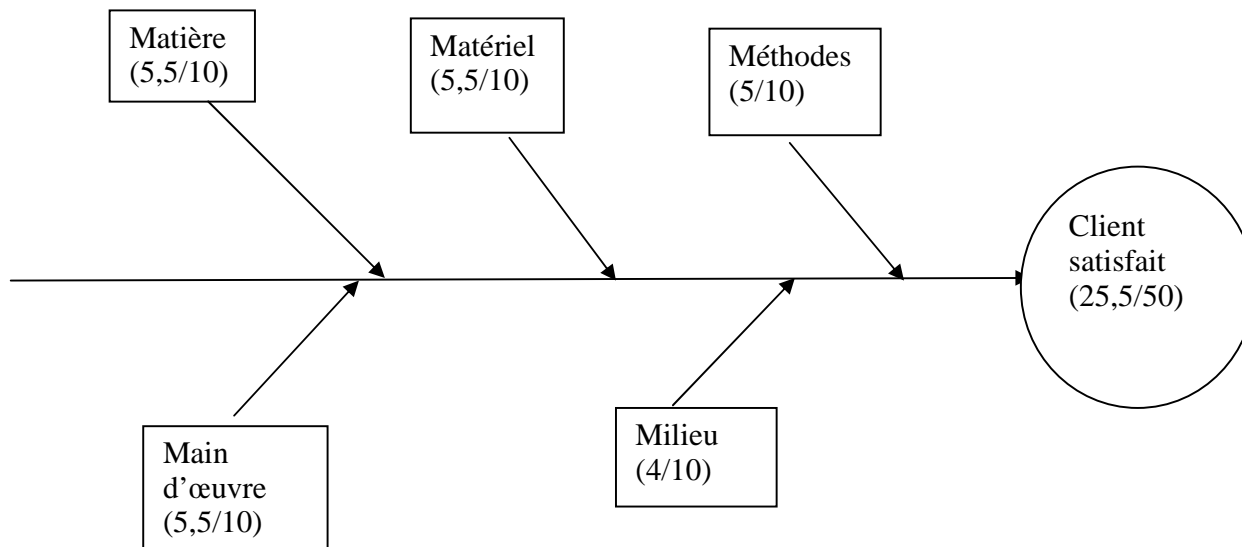 Matière
(5,5/10)
Matériel
(5,5/10)
Méthodes
(5/10)
Client
satisfait
(25,5/50)
Main
d’œuvre
(5,5/10)
Milieu
(4/10)